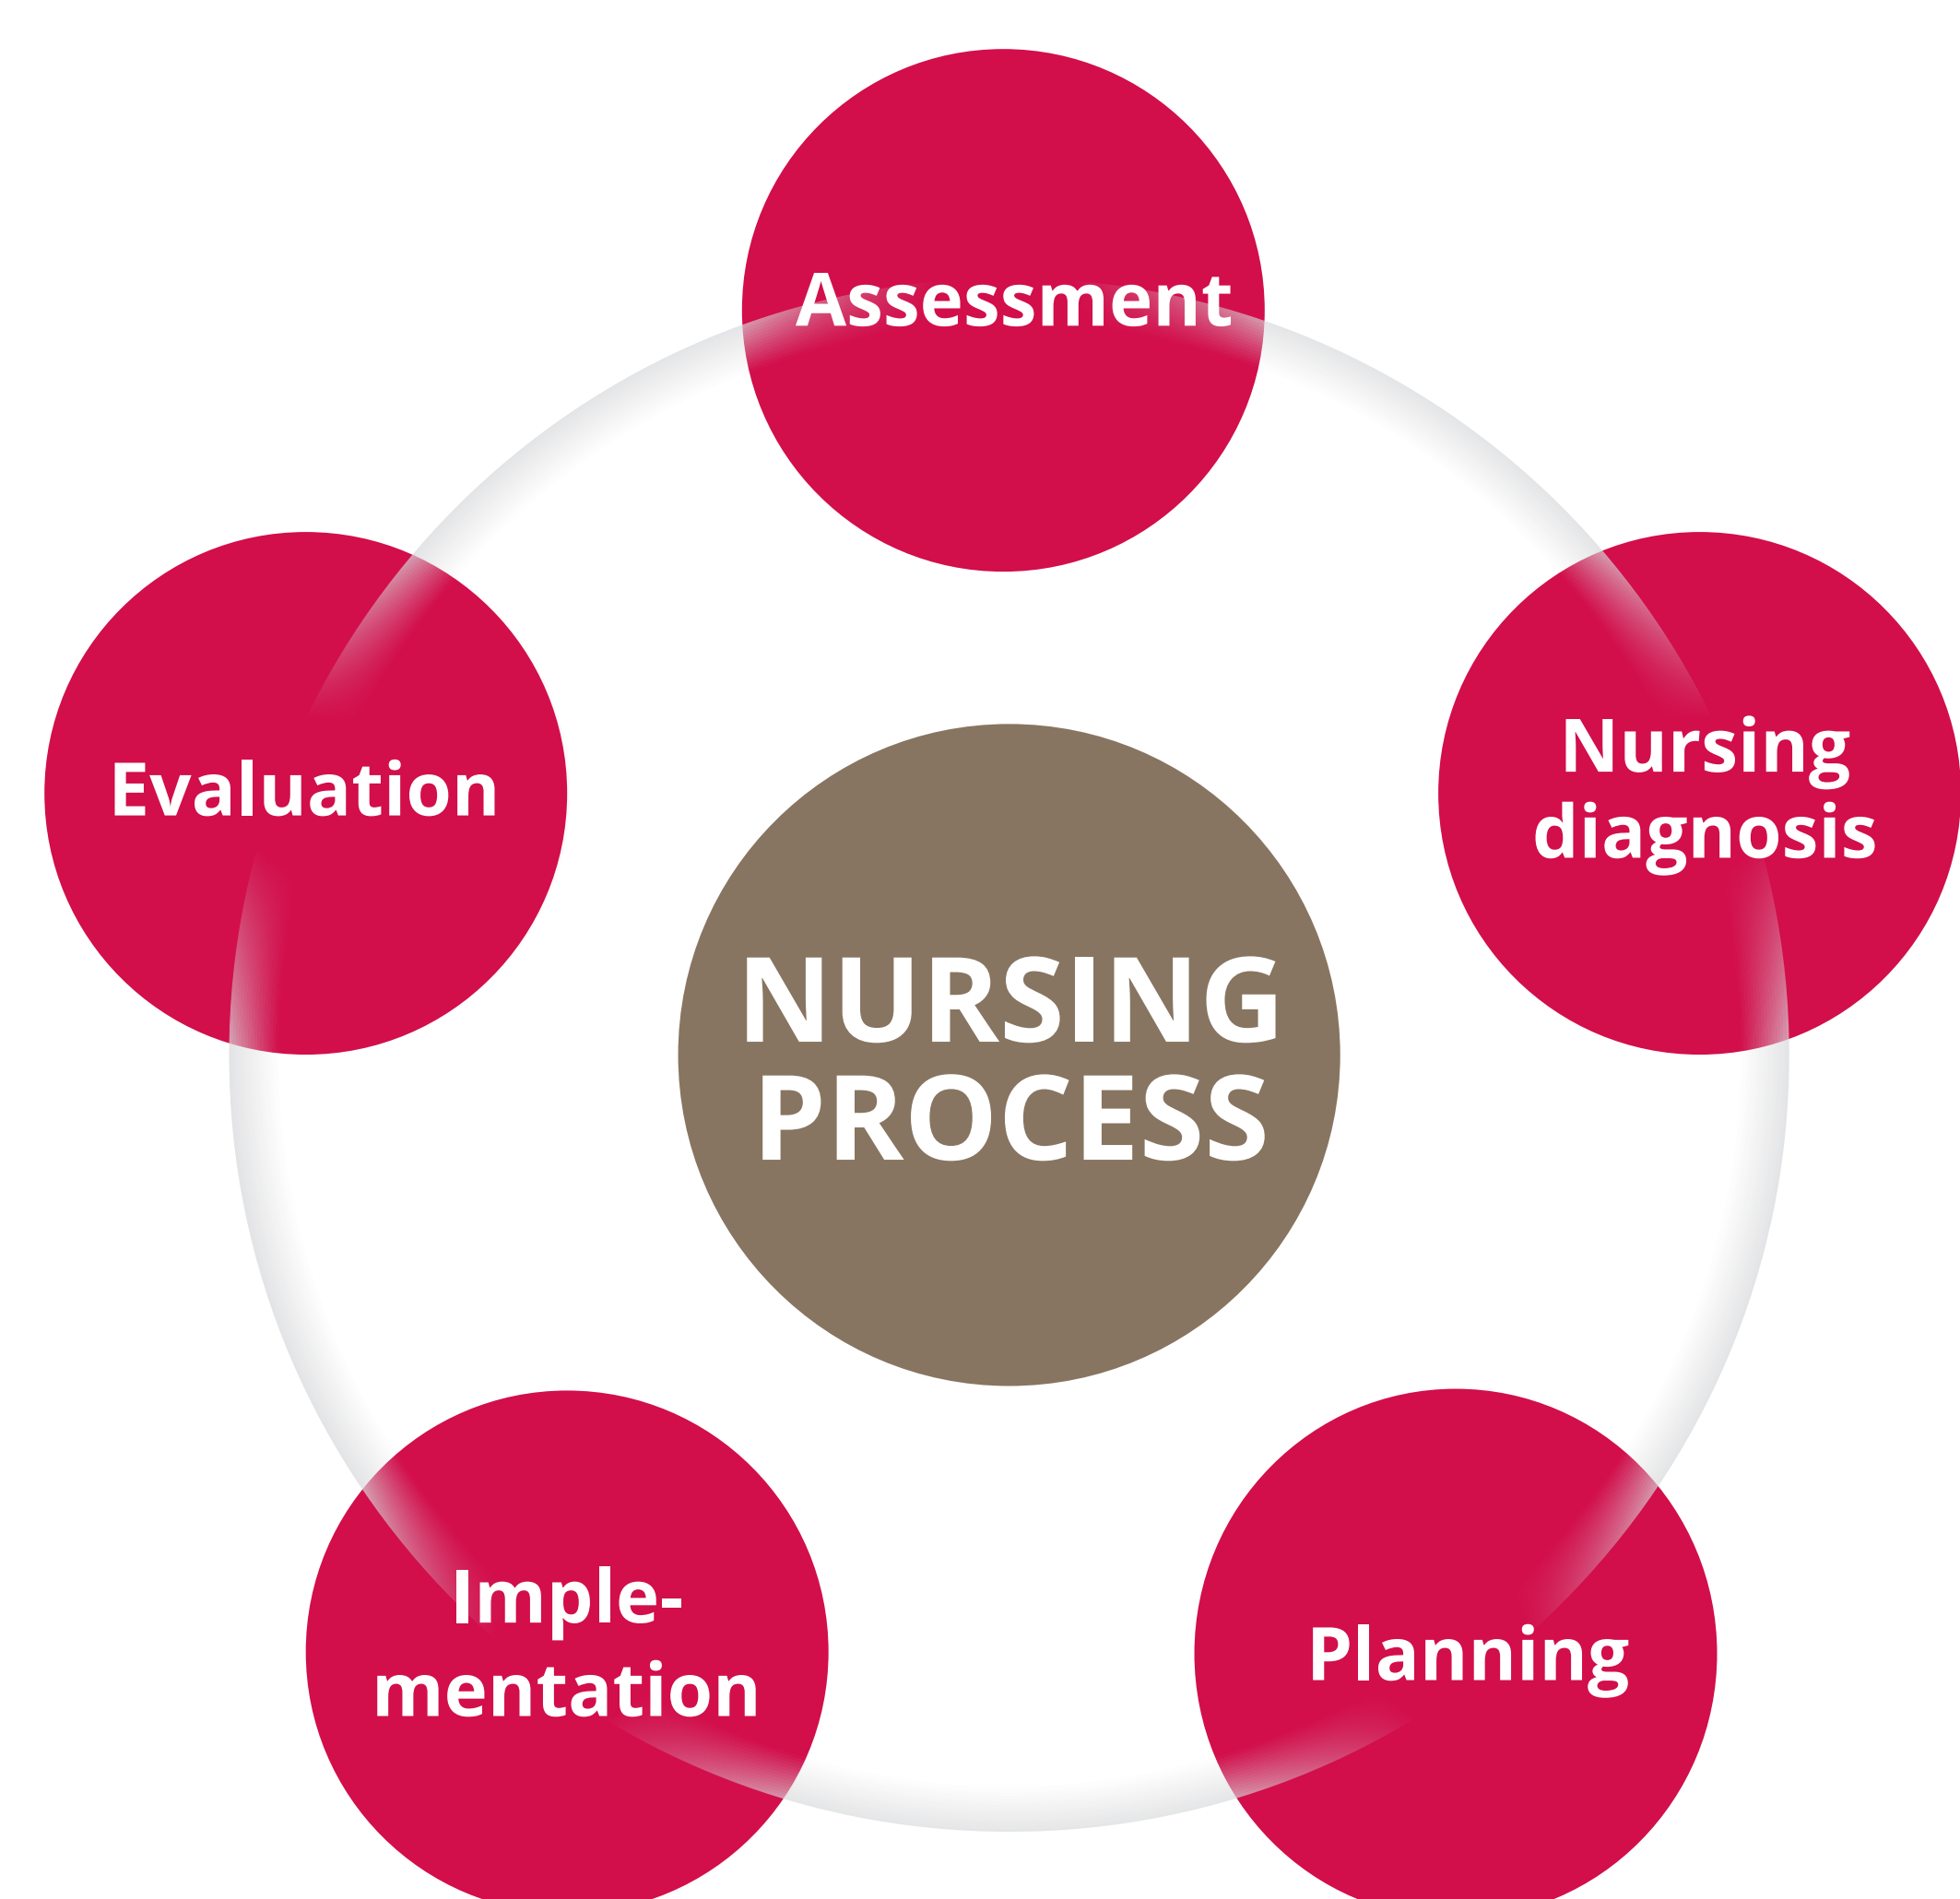 Assessment
Nursing
diagnosis
Evaluation
NURSING
PROCESS
Imple-
mentation
Planning